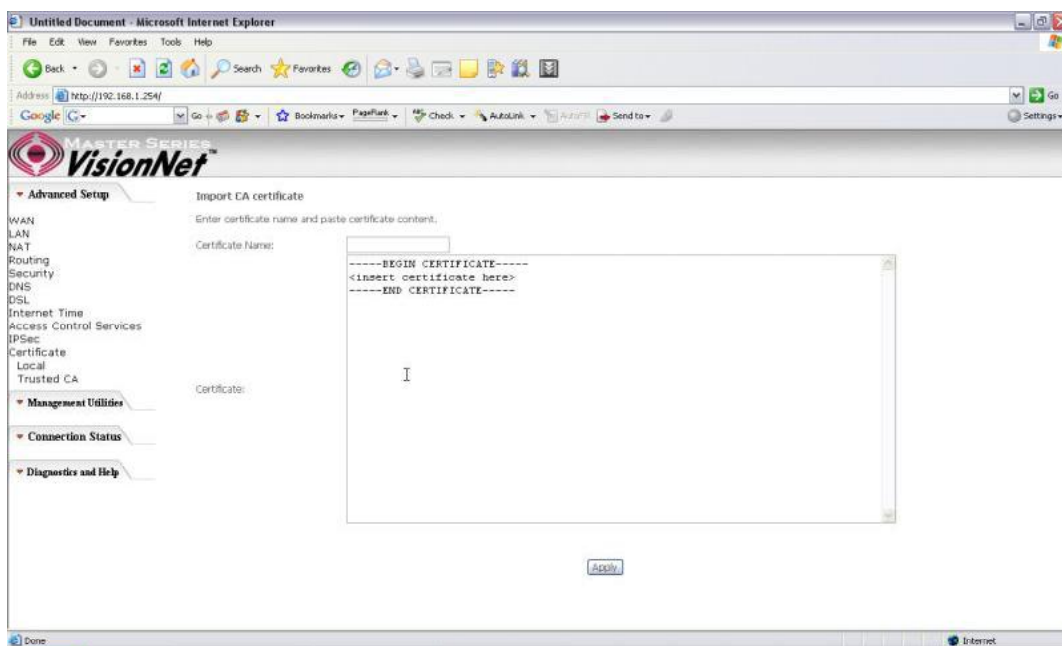 Untitled Document - Microsoft Internet Explorer
File Edit View Favorites Tools Help
Back Search Favorites
Address http://192.168.1.254/ Go
Google G Go Bookmarks PageRank Check AutoLink AutoFill Send to Settings
MASTER SERIES
VisionNet™
Advanced Setup
WAN
LAN
NAT
Routing
Security
DNS
DSL
Internet Time
Access Control Services
IPSec
Certificate
Local
Trusted CA
Management Utilities
Connection Status
Diagnostics and Help
Import CA certificate
Enter certificate name and paste certificate content.
Certificate Name:
-----BEGIN CERTIFICATE-----
<insert certificate here>
-----END CERTIFICATE-----
Certificate:
Apply
Done Internet